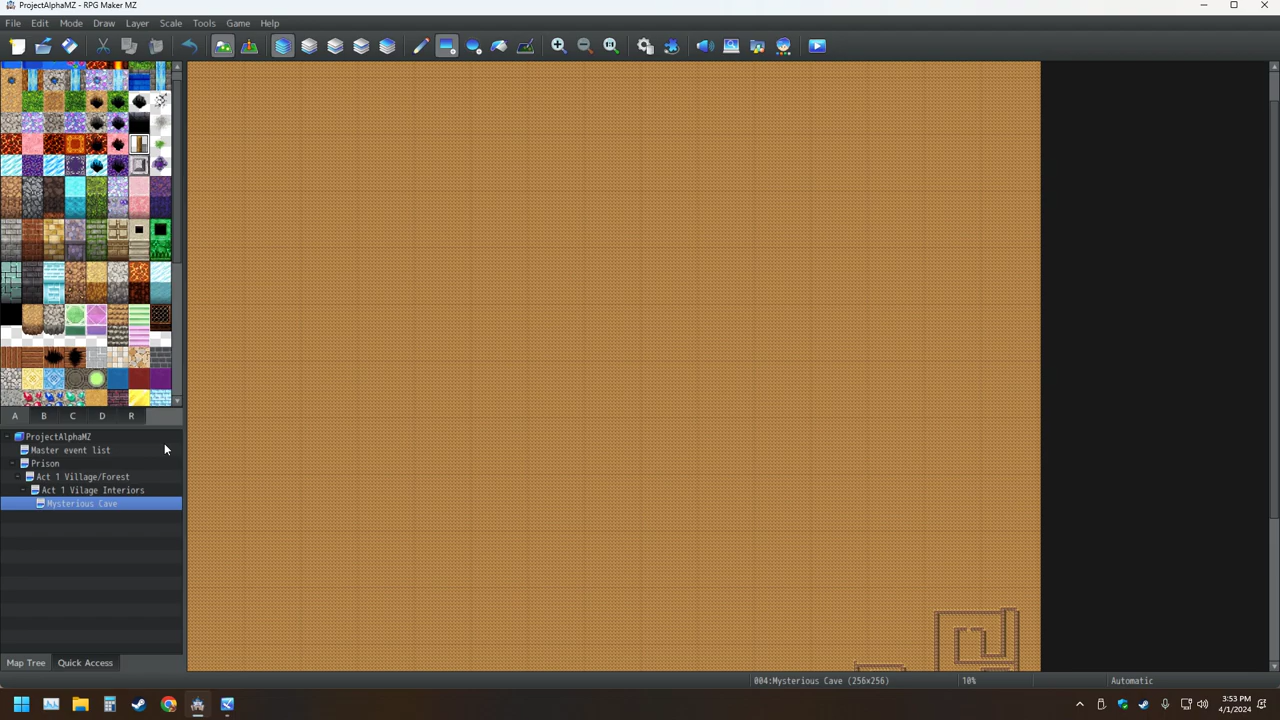 ProjectAlphaMZ - RPG Maker MZ
File Edit Mode Draw Layer Scale Tools Game Help
A B C D R
ProjectAlphaMZ
Master event list
Prison
Act 1 Village/Forest
Act 1 Vilage Interiors
Mysterious Cave
Map Tree Quick Access
004:Mysterious Cave (256x256) 10% Automatic
3:53 PM
4/1/2024